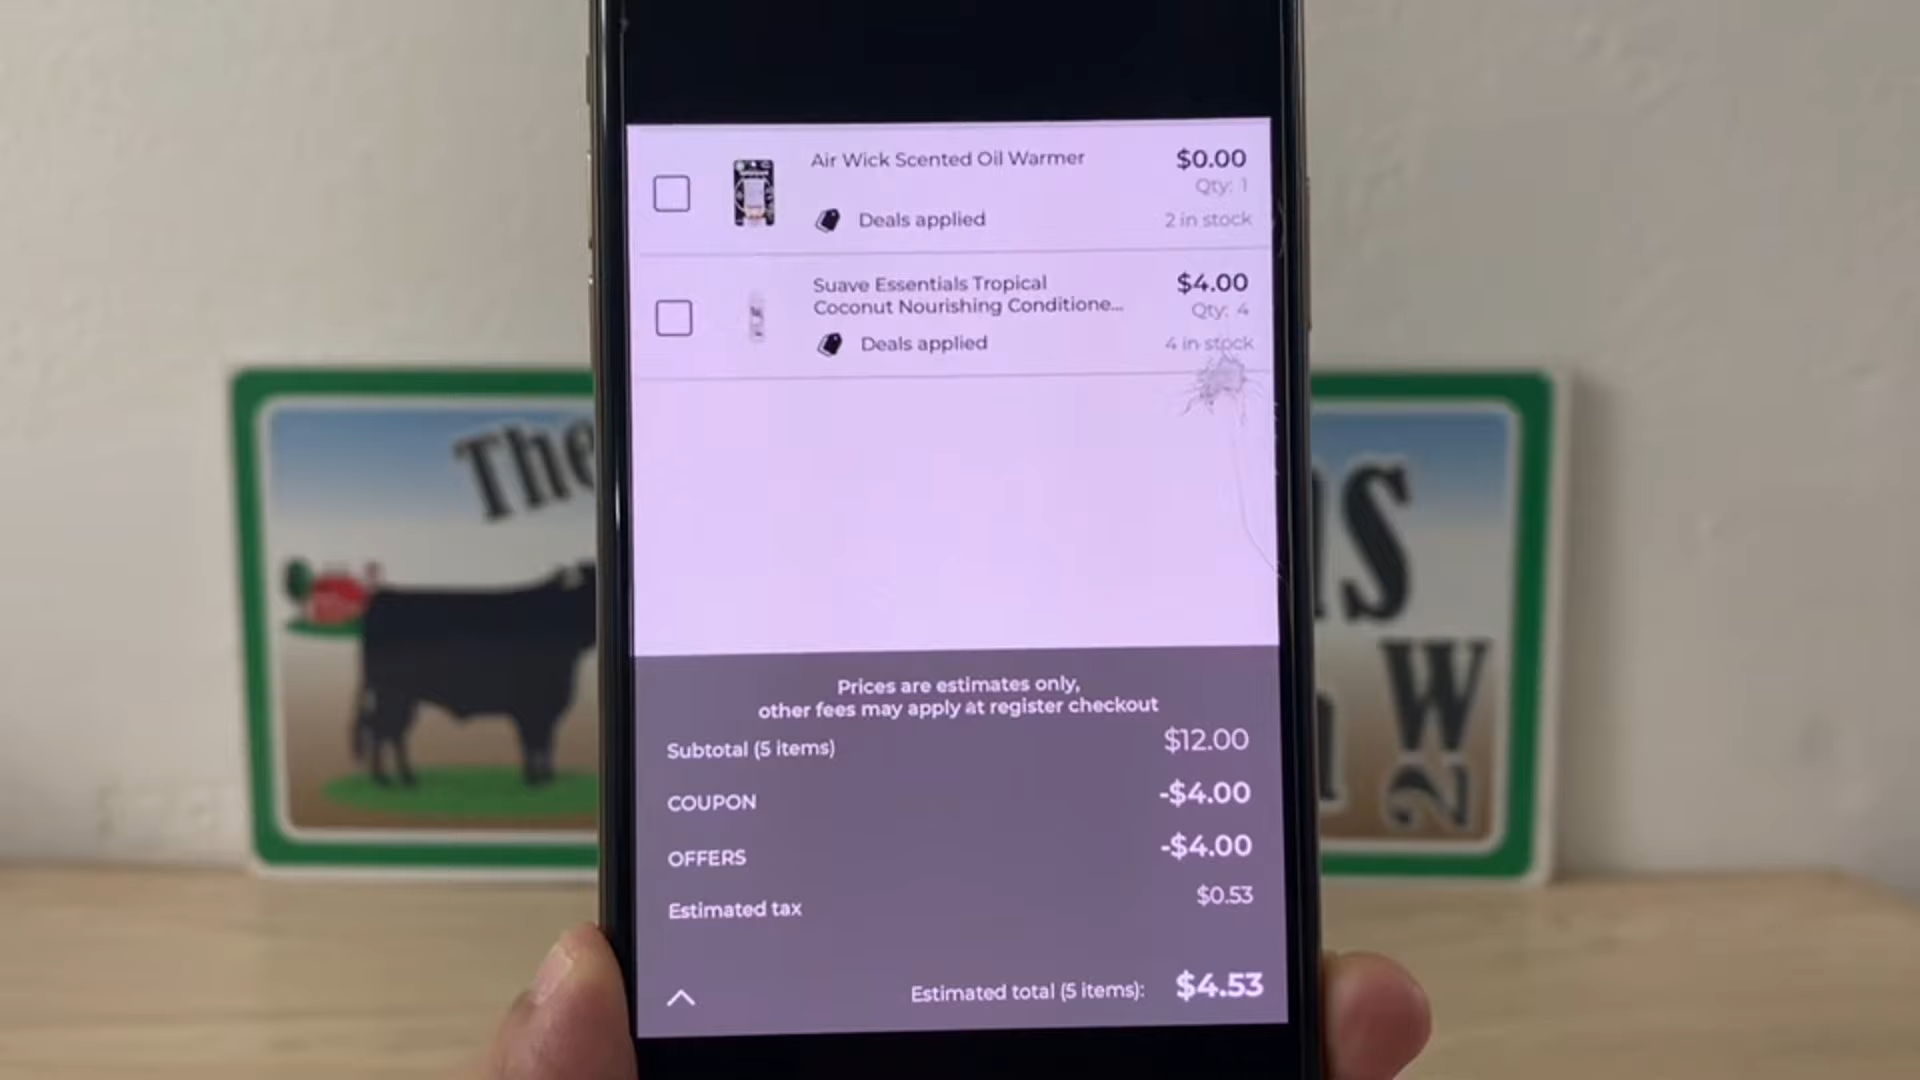 Air Wick Scented Oil Warmer
$0.00
Qty: 1
Deals applied
2 in stock
Suave Essentials Tropical
Coconut Nourishing Conditione...
$4.00
Qty: 4
Deals applied
4 in stock
The
ns
W
n
2
Prices are estimates only,
other fees may apply at register checkout
Subtotal (5 items)
$12.00
COUPON
-$4.00
OFFERS
-$4.00
Estimated tax
$0.53
Estimated total (5 items):
$4.53